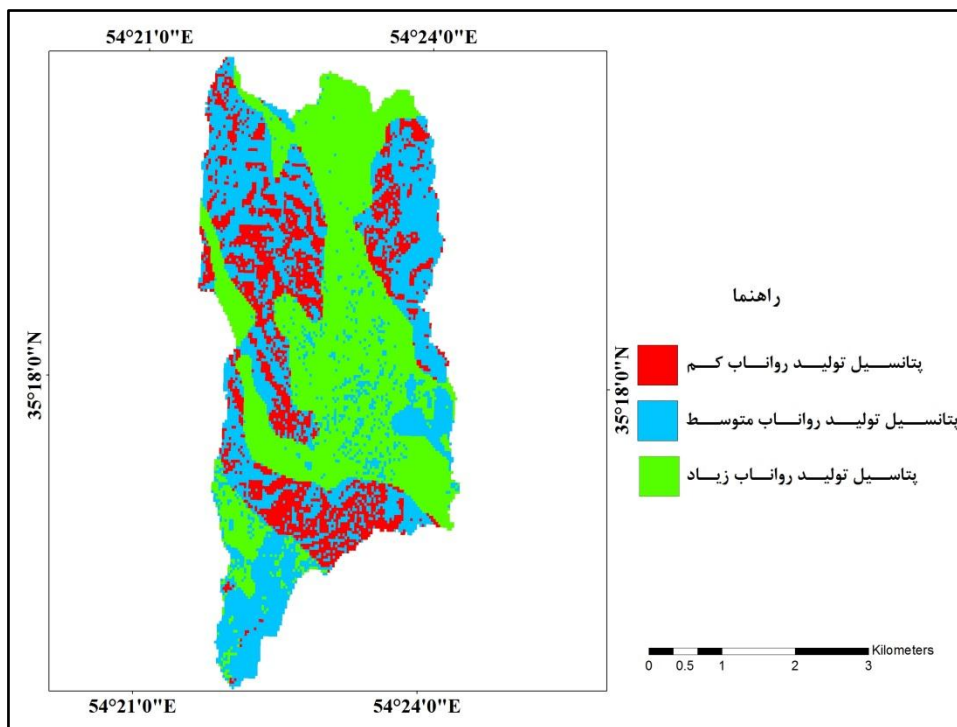 54°21'0"E 54°24'0"E
35°18'0"N
35°18'0"N
راهنما
پتانسیل تولید رواناب کم
پتانسیل تولید رواناب متوسط
پتاسیل تولید رواناب زیاد
Kilometers
0 0.5 1 2 3
54°21'0"E 54°24'0"E